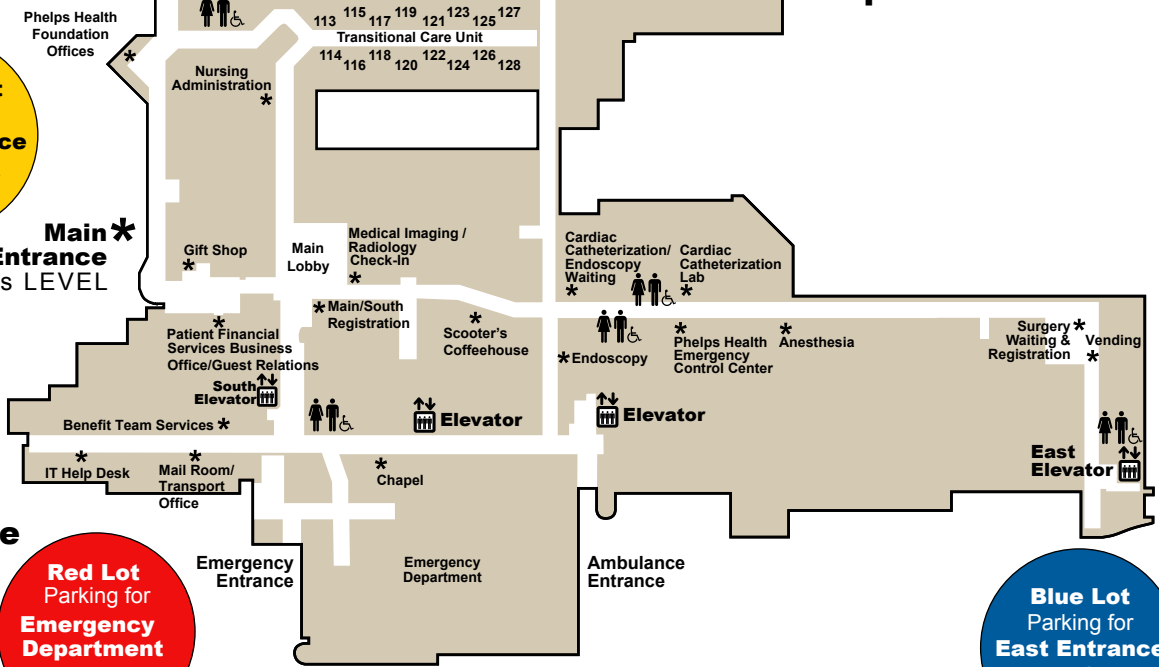 Phelps Health
Foundation
Offices
113 115 117 119 121 123 125 127
Transitional Care Unit
114 116 118 120 122 124 126 128
Nursing
Administration
ce
Main
Entrance
s LEVEL
Gift Shop
Main
Lobby
Medical Imaging /
Radiology
Check-In
Cardiac
Catheterization/
Endoscopy
Waiting
Cardiac
Catheterization
Lab
Main/South
Registration
Scooter's
Coffeehouse
Patient Financial
Services Business
Office/Guest Relations
Endoscopy
Phelps Health
Emergency
Control Center
Anesthesia
Surgery
Waiting &
Registration
Vending
South
Elevator
Elevator
Elevator
Benefit Team Services
IT Help Desk
Mail Room/
Transport
Office
Chapel
East
Elevator
e
Emergency
Entrance
Emergency
Department
Ambulance
Entrance
Red Lot
Parking for
Emergency
Department
Blue Lot
Parking for
East Entrance